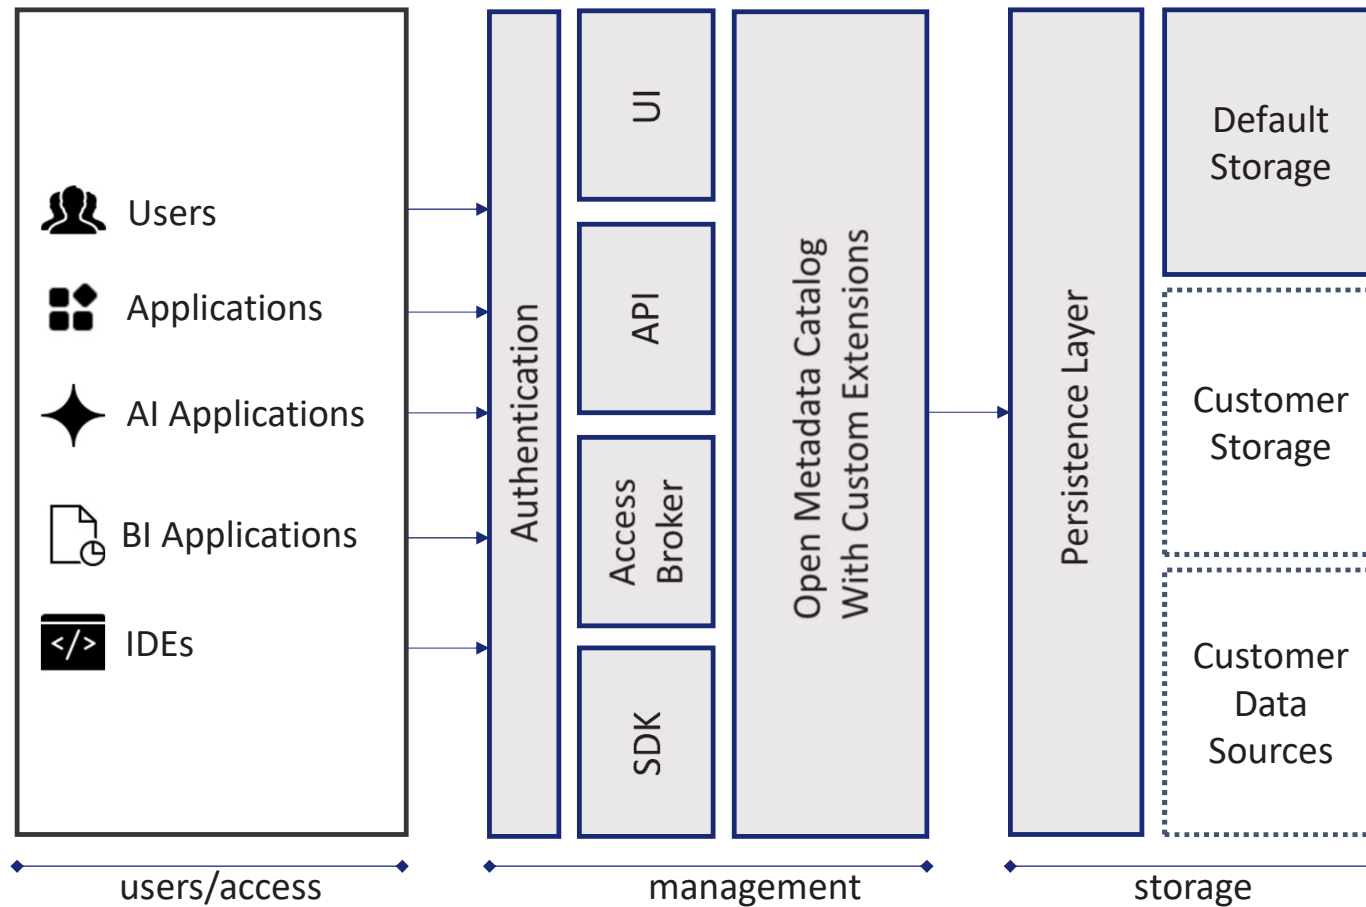 Users
Applications
AI Applications
BI Applications
</>
IDEs
users/access
Authentication
UI
API
Access
Broker
SDK
Open Metadata Catalog
With Custom Extensions
management
Persistence Layer
Default
Storage
Customer
Storage
Customer
Data
Sources
storage